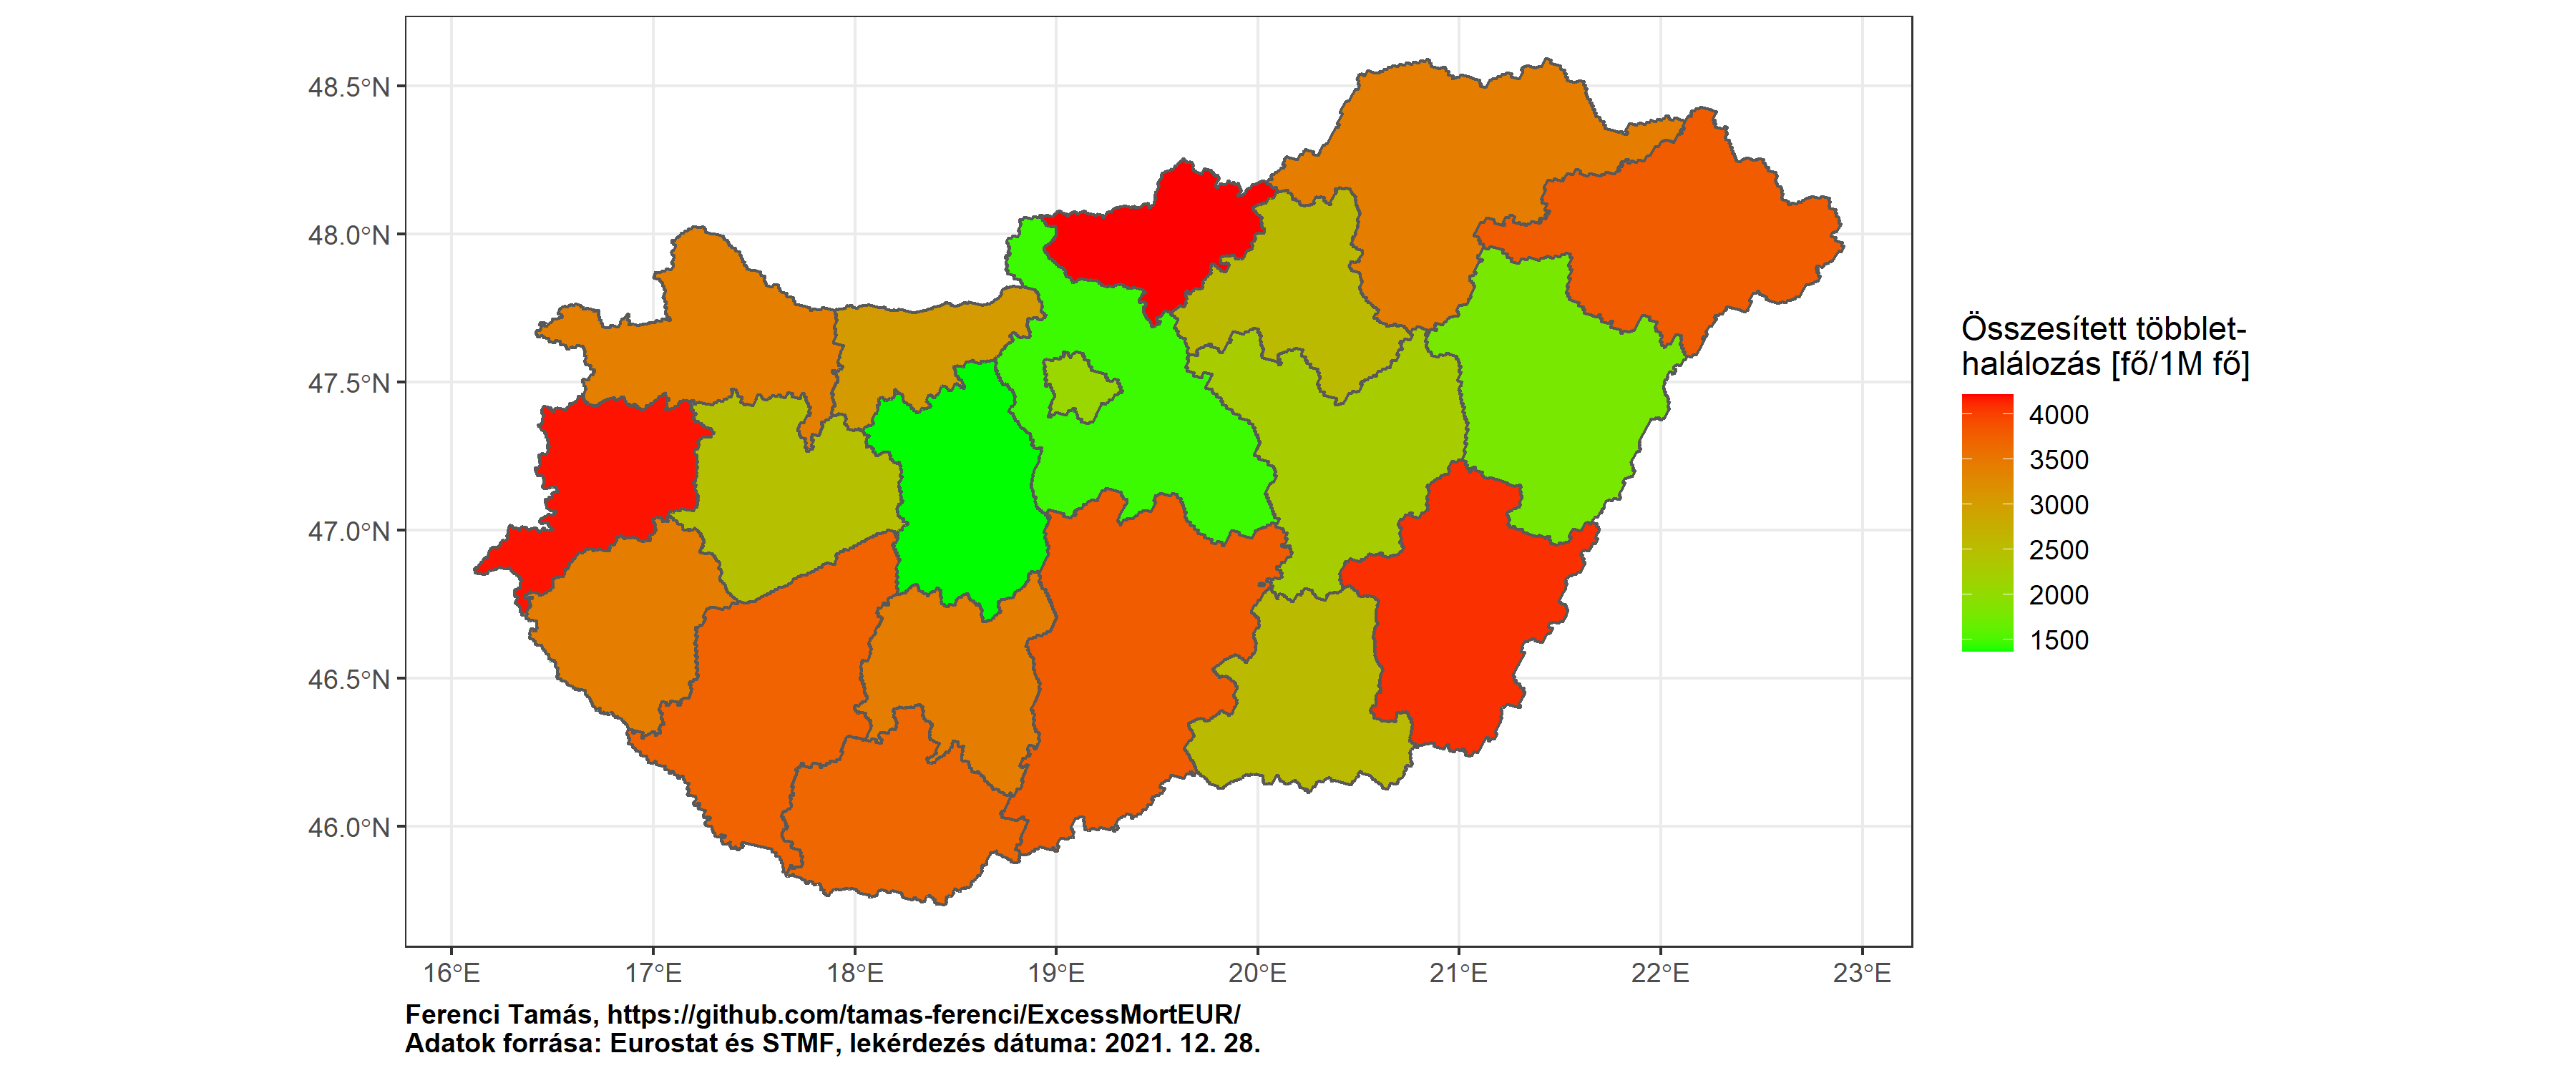 48.5°N
48.0°N
47.5°N
47.0°N
46.5°N
46.0°N
16°E
17°E
18°E
19°E
20°E
21°E
22°E
23°E
Összesített többlet-
halálozás [fő/1M fő]
4000
3500
3000
2500
2000
1500
Ferenci Tamás, https://github.com/tamas-ferenci/ExcessMortEUR/
Adatok forrása: Eurostat és STMF, lekérdezés dátuma: 2021. 12. 28.